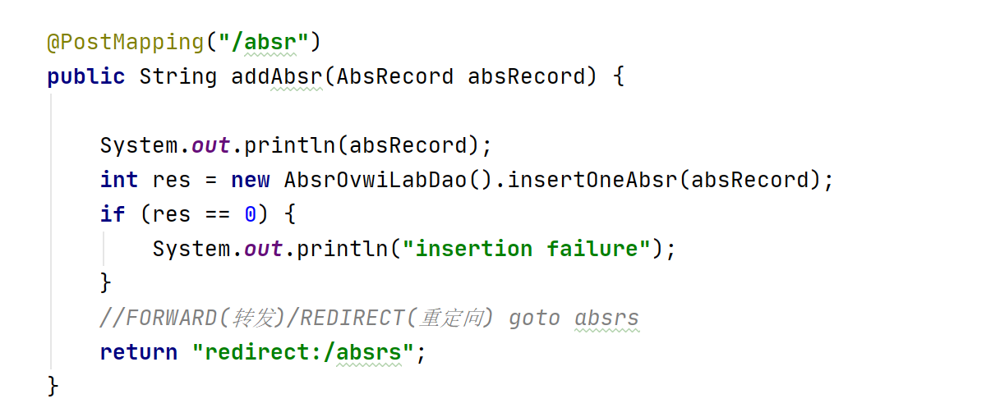 @PostMapping("/absr")
public String addAbsr(AbsRecord absRecord) {
System.out.println(absRecord);
int res = new AbsrOvwiLabDao().insertOneAbsr(absRecord);
if (res == 0) {
System.out.println("insertion failure");
}
//FORWARD(转发)/REDIRECT(重定向) goto absrs
return "redirect:/absrs";
}